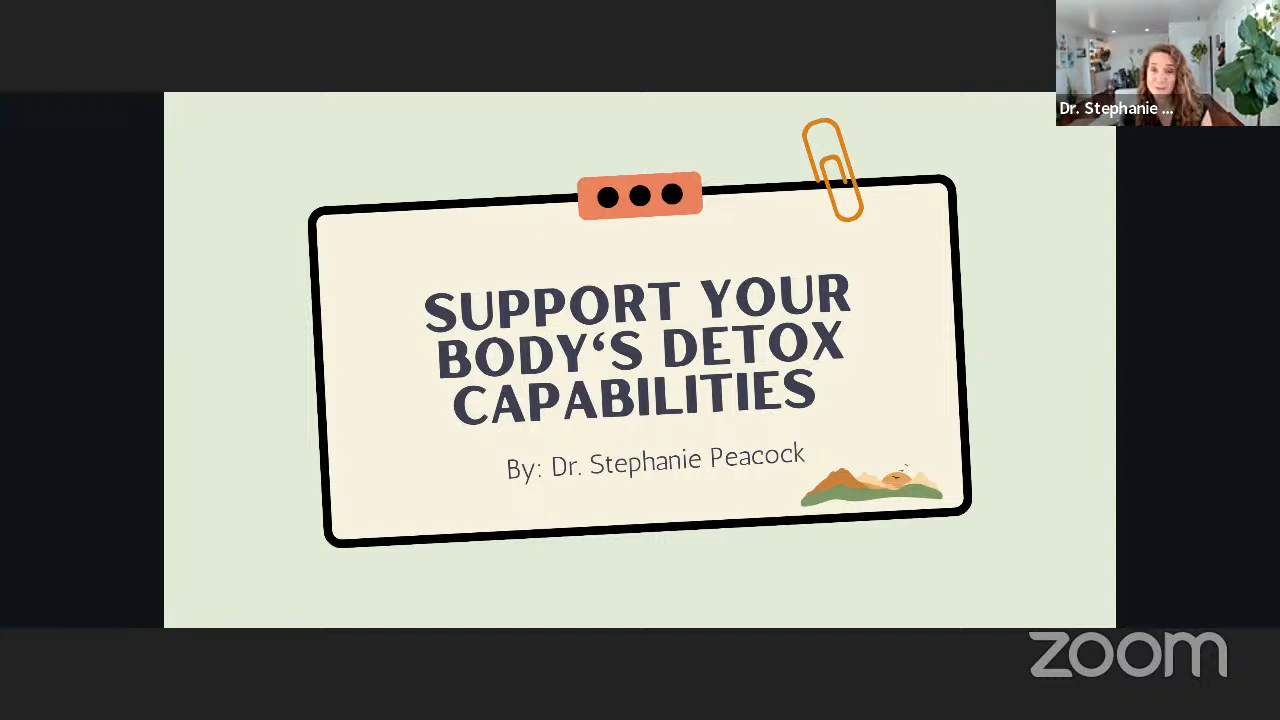 Dr. Stephanie ...
SUPPORT YOUR
BODY‘S DETOX
CAPABILITIES
By: Dr. Stephanie Peacock
zoom